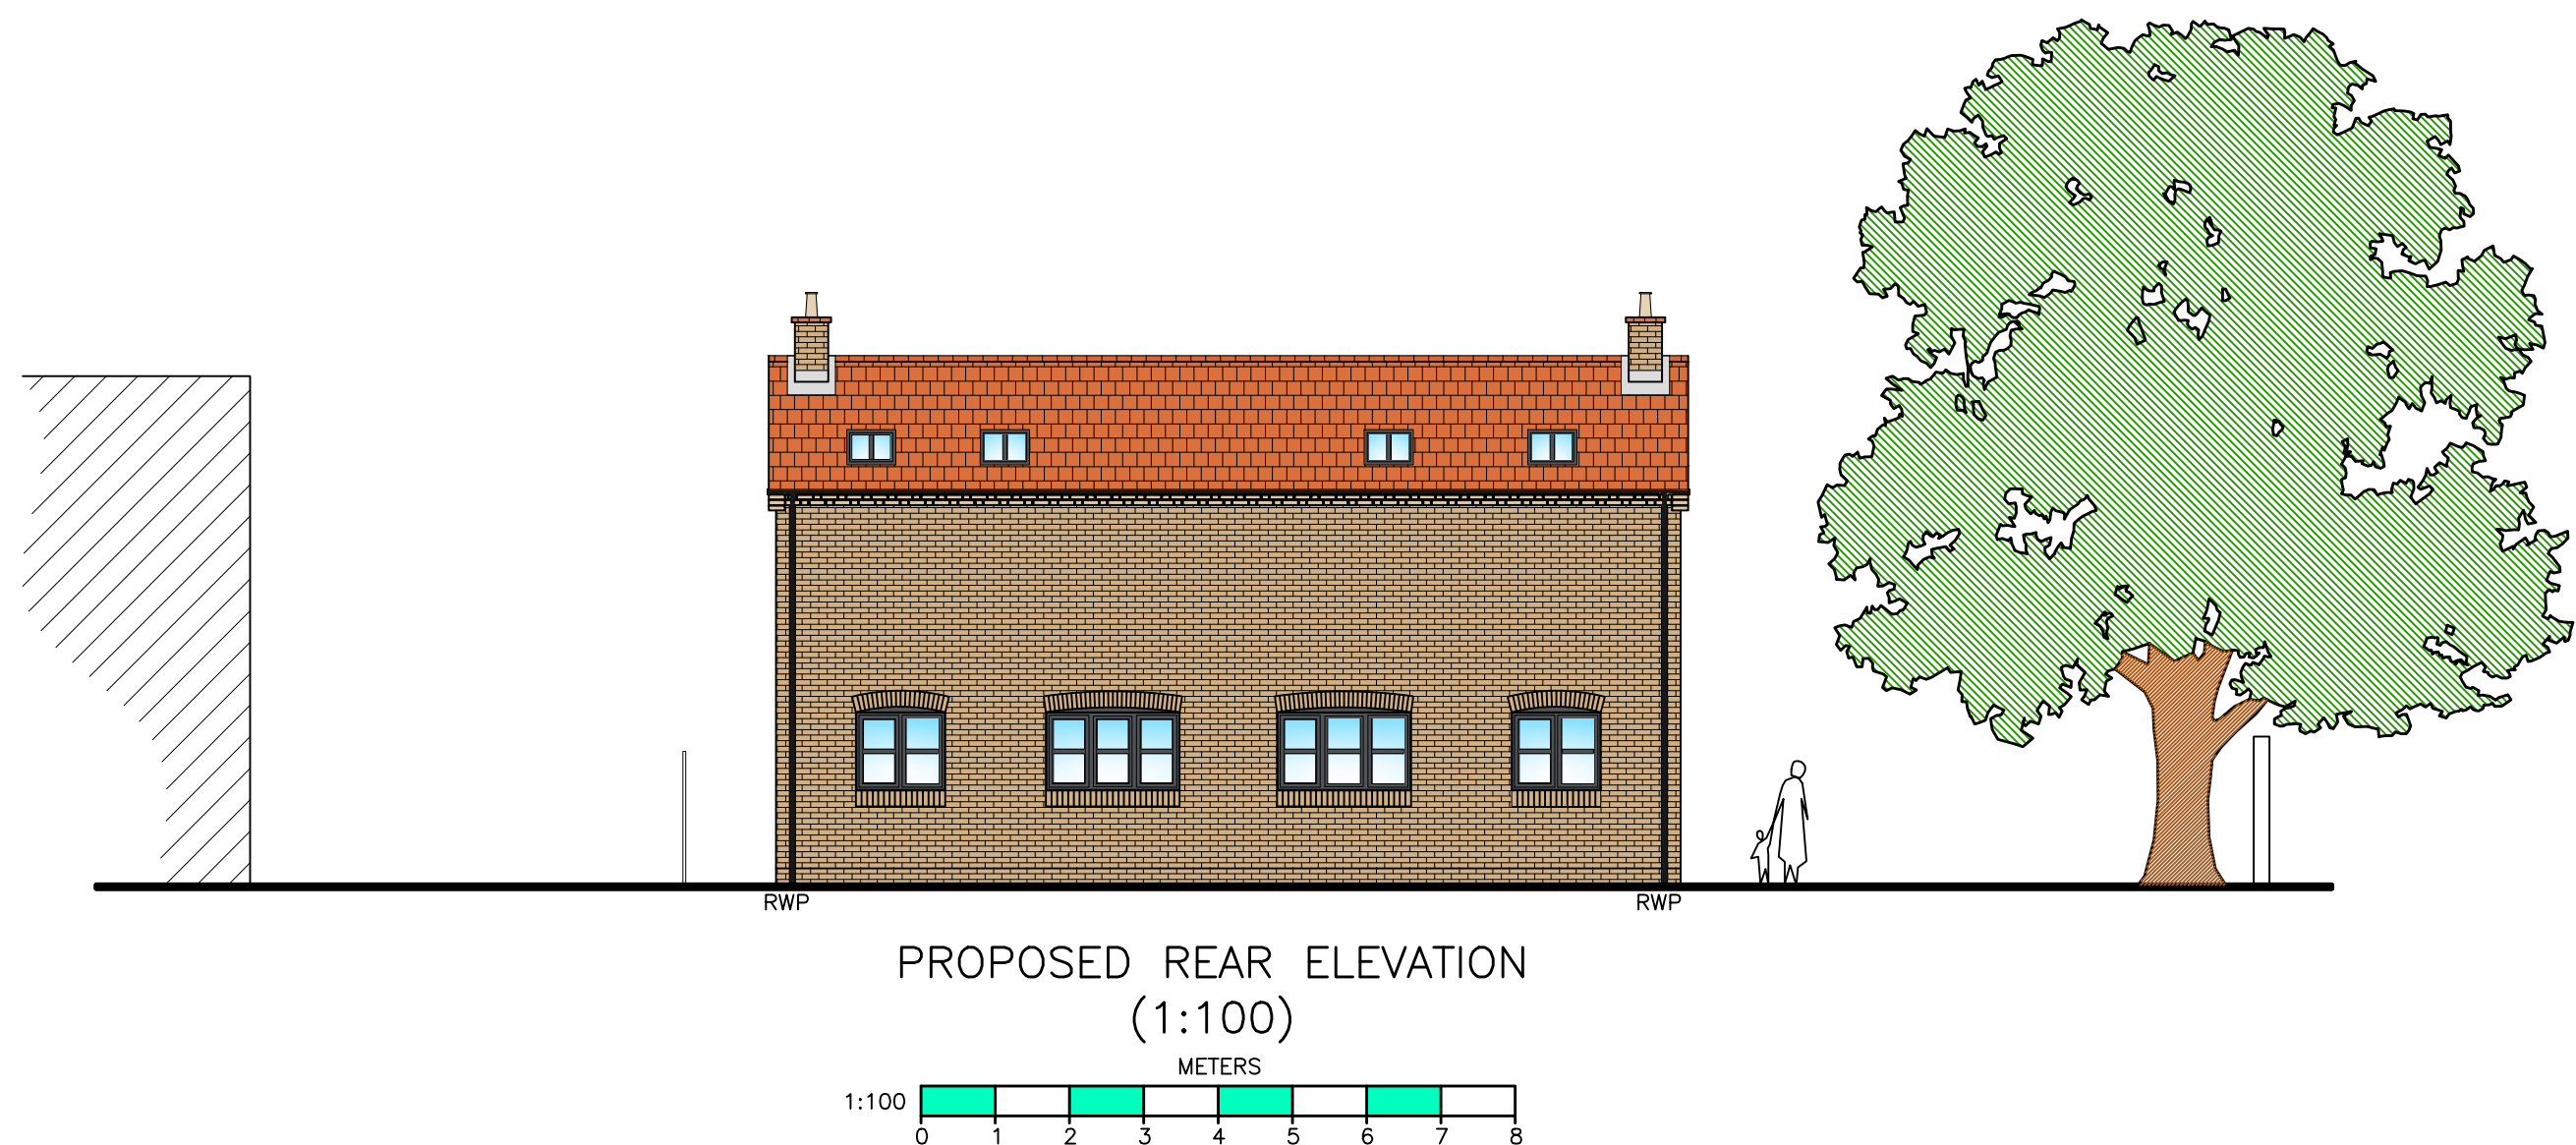 RWP RWP
PROPOSED REAR ELEVATION
(1:100)
METERS
1:100
0 1 2 3 4 5 6 7 8